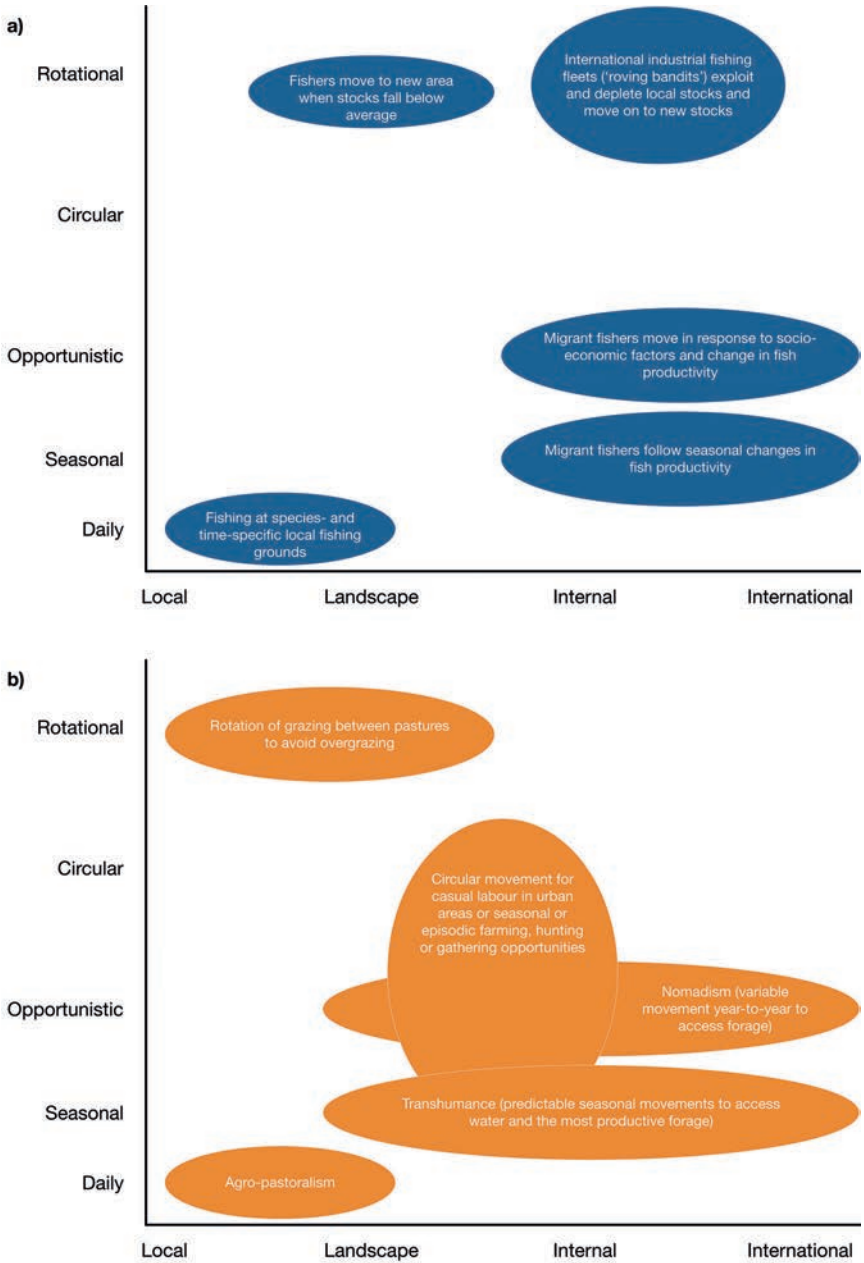 a)
Rotational
Fishers move to new area
when stocks fall below
average
International industrial fishing
fleets (‘roving bandits’) exploit
and deplete local stocks and
move on to new stocks
Circular
Opportunistic
Migrant fishers move in response to socio-
economic factors and change in fish
productivity
Seasonal
Migrant fishers follow seasonal changes in
fish productivity
Daily
Fishing at species- and
time-specific local fishing
grounds
Local
Landscape
Internal
International
b)
Rotational
Rotation of grazing between pastures
to avoid overgrazing
Circular
Circular movement for
casual labour in urban
areas or seasonal or
episodic farming, hunting
or gathering opportunities
Opportunistic
Nomadism (variable
movement year-to-year to
access forage)
Seasonal
Transhumance (predictable seasonal movements to access
water and the most productive forage)
Daily
Agro-pastoralism
Local
Landscape
Internal
International